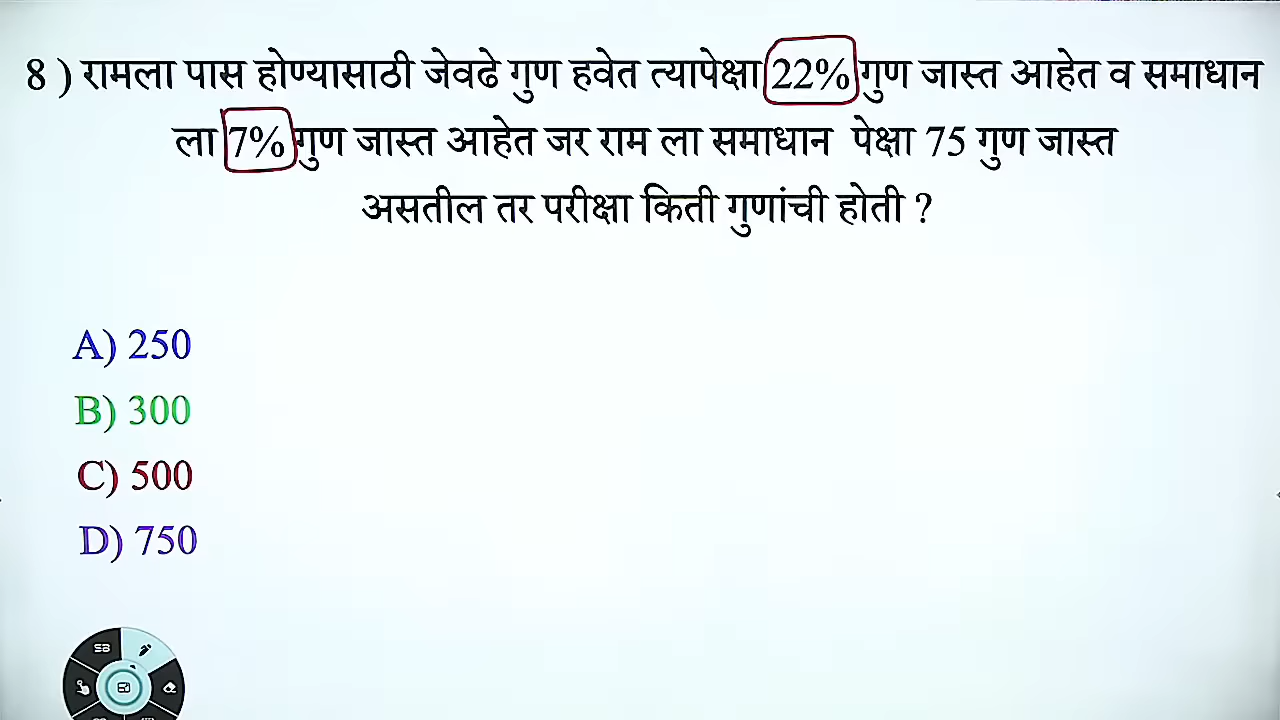 8 ) रामला पास होण्यासाठी जेवढे गुण हवेत त्यापेक्षा 22% गुण जास्त आहेत व समाधान
ला 7% गुण जास्त आहेत जर राम ला समाधान पेक्षा 75 गुण जास्त
असतील तर परीक्षा किती गुणांची होती ?
A) 250
B) 300
C) 500
D) 750
SB